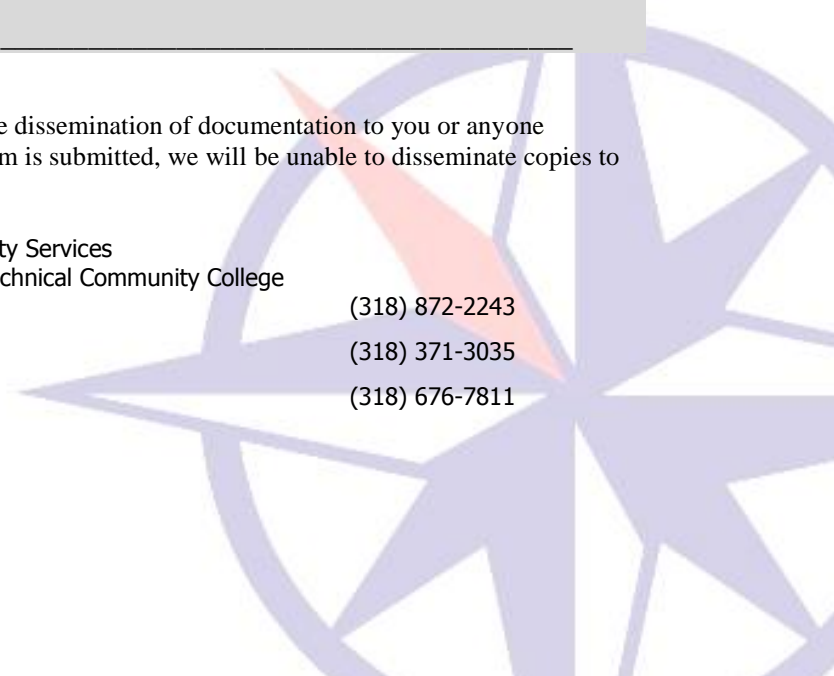 e dissemination of documentation to you or anyone
m is submitted, we will be unable to disseminate copies to
ty Services
chnical Community College
(318) 872-2243
(318) 371-3035
(318) 676-7811